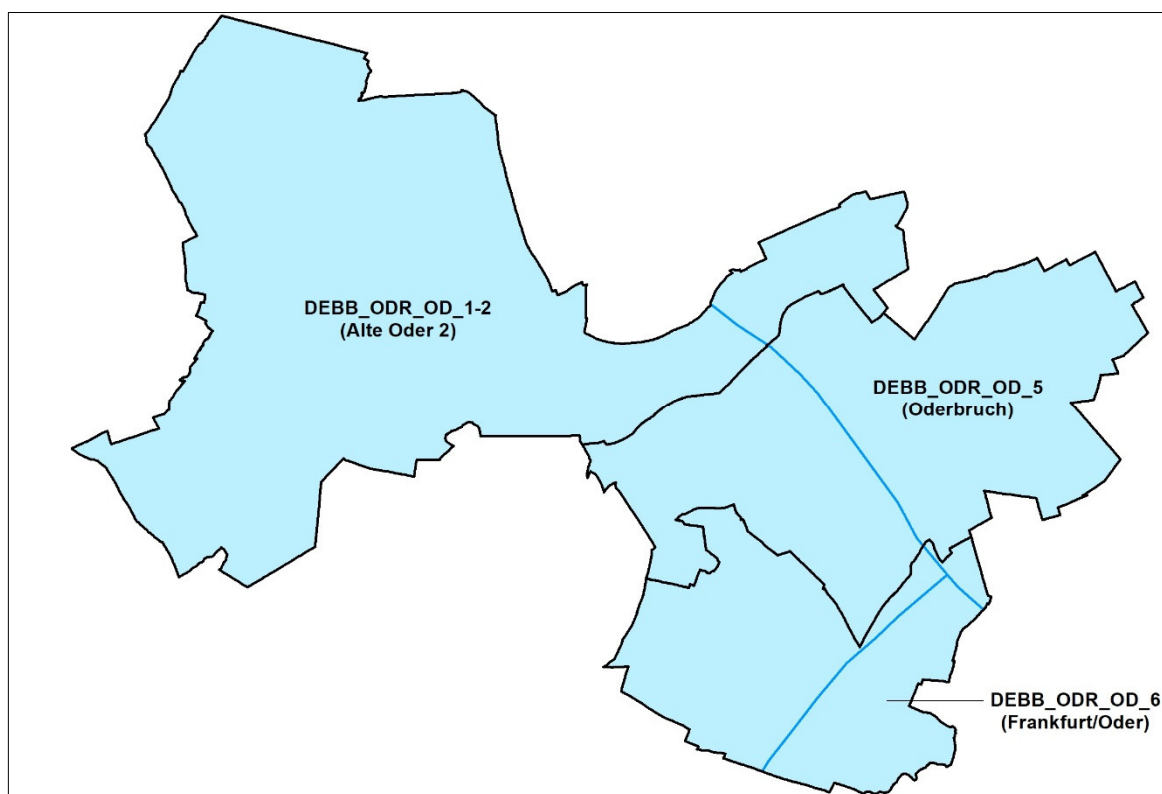 DEBB_ODR_OD_1-2
(Alte Oder 2)
DEBB_ODR_OD_5
(Oderbruch)
DEBB_ODR_OD_6
(Frankfurt/Oder)